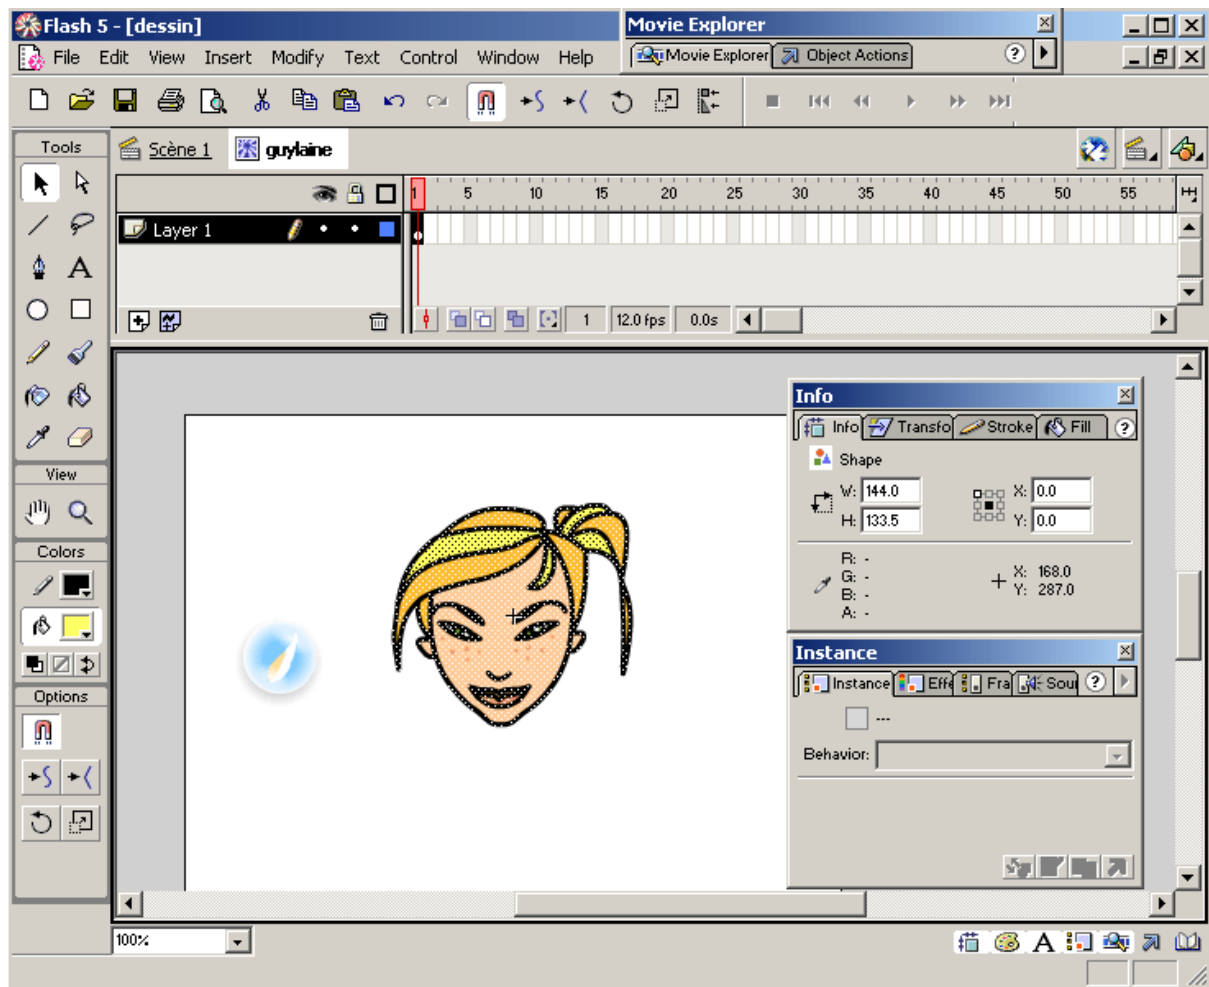 Flash 5 - [dessin]
Movie Explorer
File Edit View Insert Modify Text Control Window Help
Movie Explorer Object Actions ?
Tools
Scène 1 guylaine
1 5 10 15 20 25 30 35 40 45 50 55
Layer 1
1 12.0 fps 0.0s
A
View
Colors
Options
Info
Info Transfo Stroke Fill ?
Shape
W: 144.0 X: 0.0
H: 133.5 Y: 0.0
R: -
G: - X: 168.0
B: - Y: 287.0
A: -
Instance
Instance Effe Fra Sour ?
---
Behavior:
100%
A